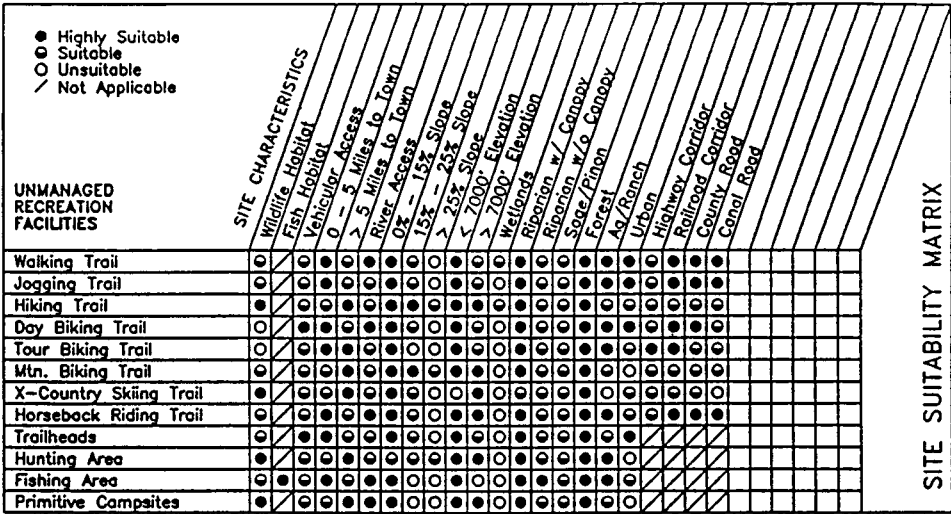 Highly Suitable
Suitable
Unsuitable
Not Applicable
UNMANAGED
RECREATION
FACILITIES
SITE CHARACTERISTICS
Wildlife Habitat
Fish Habitat
Vehicular Access
0 - 5 Miles to Town
> 5 Miles to Town
River Access
0% - 15% Slope
15% - 25% Slope
> 25% Slope
< 7000' Elevation
> 7000' Elevation
Wetlands
Riparian w/ Canopy
Riparian w/o Canopy
Sage/Pinon
Forest
Ag/Ranch
Urban
Highway Corridor
Railroad Corridor
County Road
Canal Road
Walking Trail
Jogging Trail
Hiking Trail
Day Biking Trail
Tour Biking Trail
Mtn. Biking Trail
X-Country Skiing Trail
Horseback Riding Trail
Trailheads
Hunting Area
Fishing Area
Primitive Campsites
SITE SUITABILITY MATRIX